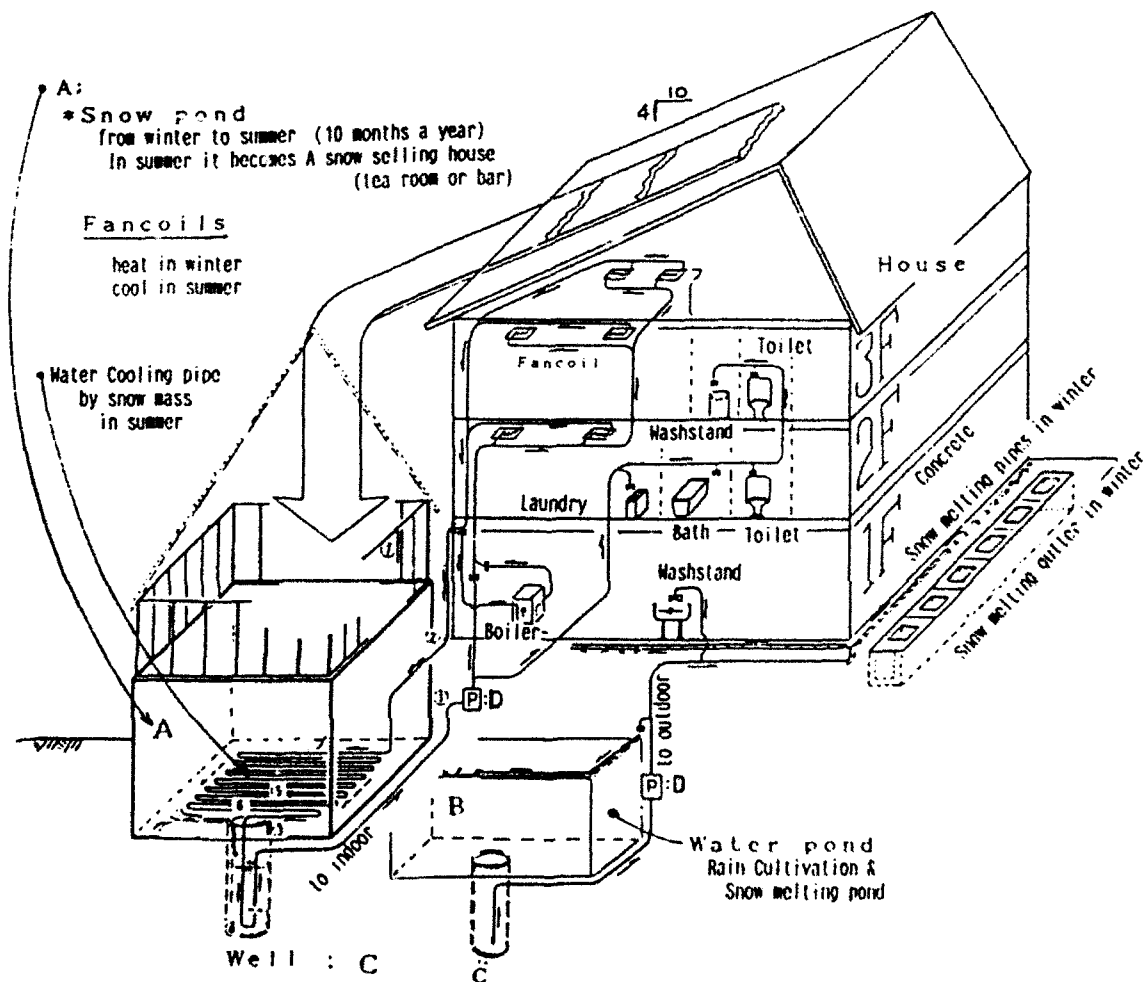 A:
*Snow pond
from winter to summer (10 months a year)
In summer it becomes A snow selling house
(tea room or bar)
Fancoils
heat in winter
cool in summer
Water Cooling pipe
by snow mass
in summer
10
4
House
Fancoil
Toilet
3F
Washstand
2F
Concrete
Laundry
Bath
Toilet
1F
Washstand
Boiler
Snow melting pipes in winter
Snow melting gutles in winter
A
P:D
to indoor
B
to outdoor
P:D
Water pond
Rain Cultivation &
Snow melting pond
Well : C
C